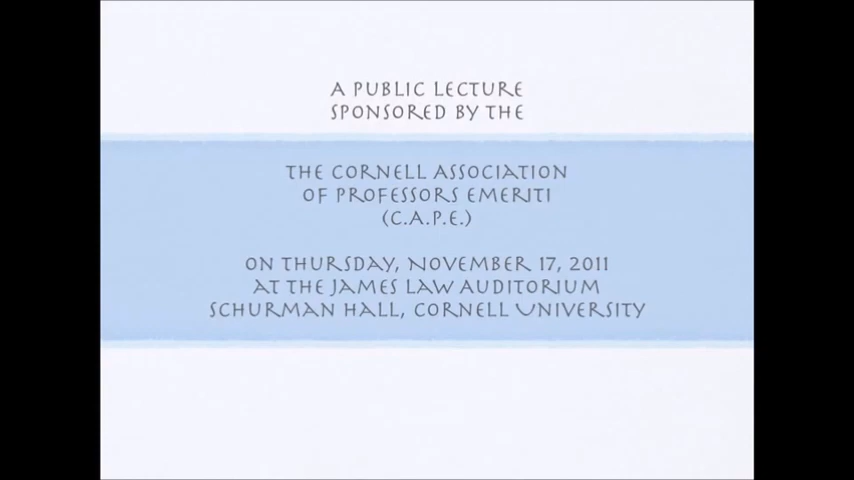 A PUBLIC LECTURE
SPONSORED BY THE
THE CORNELL ASSOCIATION
OF PROFESSORS EMERITI
(C.A.P.E.)
ON THURSDAY, NOVEMBER 17, 2011
AT THE JAMES LAW AUDITORIUM
SCHURMAN HALL, CORNELL UNIVERSITY